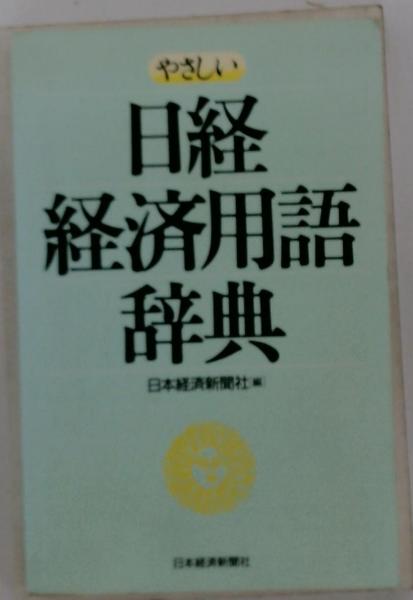 やさしい
日経
経済用語
辞典
日本経済新聞社 編
日本経済新聞社